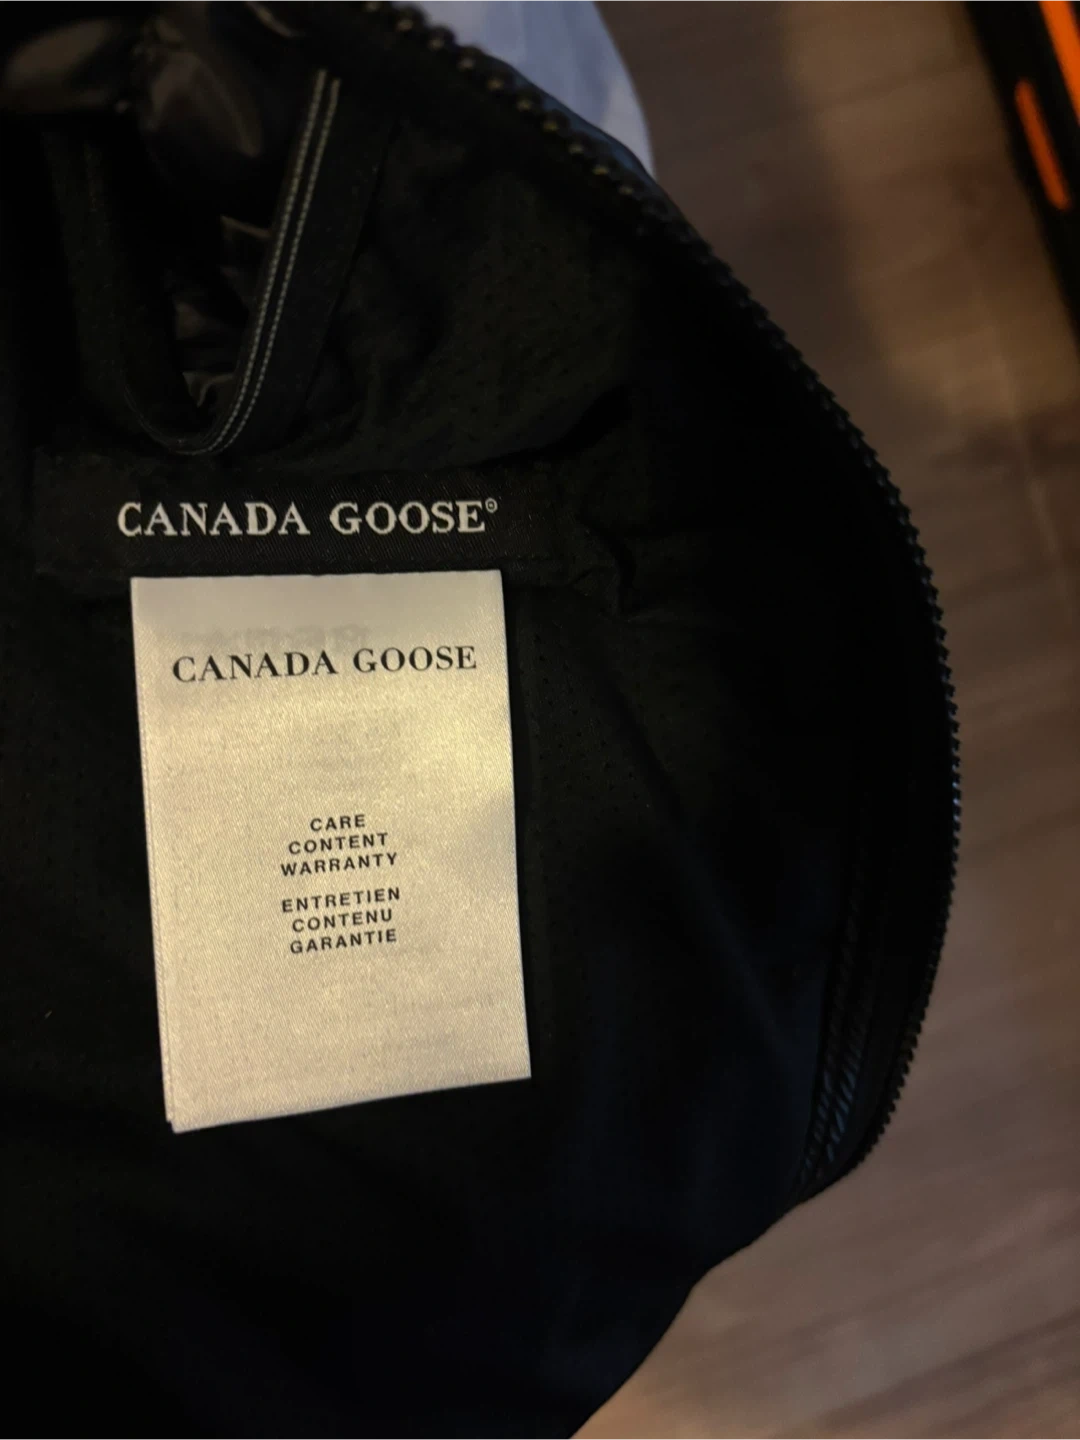 CANADA GOOSE®
CANADA GOOSE
CARE
CONTENT
WARRANTY
ENTRETIEN
CONTENU
GARANTIE